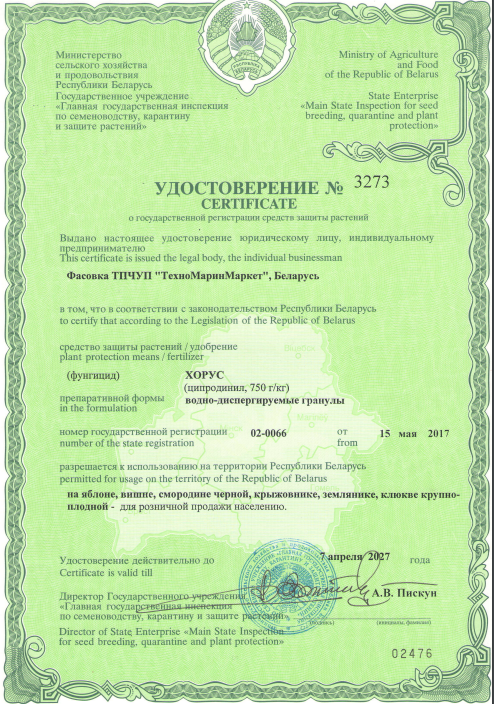 Министерство
сельского хозяйства
и продовольствия
Республики Беларусь
Государственное учреждение
«Главная государственная инспекция
по семеноводству, карантину
и защите растений»
Ministry of Agriculture
and Food
of the Republic of Belarus
State Enterprise
«Main State Inspection for seed
breeding, quarantine and plant
protection»
УДОСТОВЕРЕНИЕ № 3273
CERTIFICATE
о государственной регистрации средств защиты растений
Выдано настоящее удостоверение юридическому лицу, индивидуальному
предпринимателю
This certificate is issued the legal body, the individual businessman
Фасовка ТПЧУП "ТехноМаринМаркет", Беларусь
в том, что в соответствии с законодательством Республики Беларусь
to certify that according to the Legislation of the Republic of Belarus
средство защиты растений / удобрение
plant protection means / fertilizer
(фунгицид) ХОРУС
(ципродинил, 750 г/кг)
препаративной формы водно-диспергируемые гранулы
in the formulation
номер государственной регистрации 02-0066 от 15 мая 2017
number of the state registration from
разрешается к использованию на территории Республики Беларусь
permitted for usage on the territory of the Republic of Belarus
на яблоне, вишне, смородине черной, крыжовнике, землянике, клюкве крупно-
плодной - для розничной продажи населению.
Удостоверение действительно до 7 апреля 2027 года
Certificate is valid till
Директор Государственного учреждения А.В. Пискун
«Главная государственная инспекция
по семеноводству, карантину и защите растений»
(подпись) (инициалы, фамилия)
Director of State Enterprise «Main State Inspection
for seed breeding, quarantine and plant protection»
02476